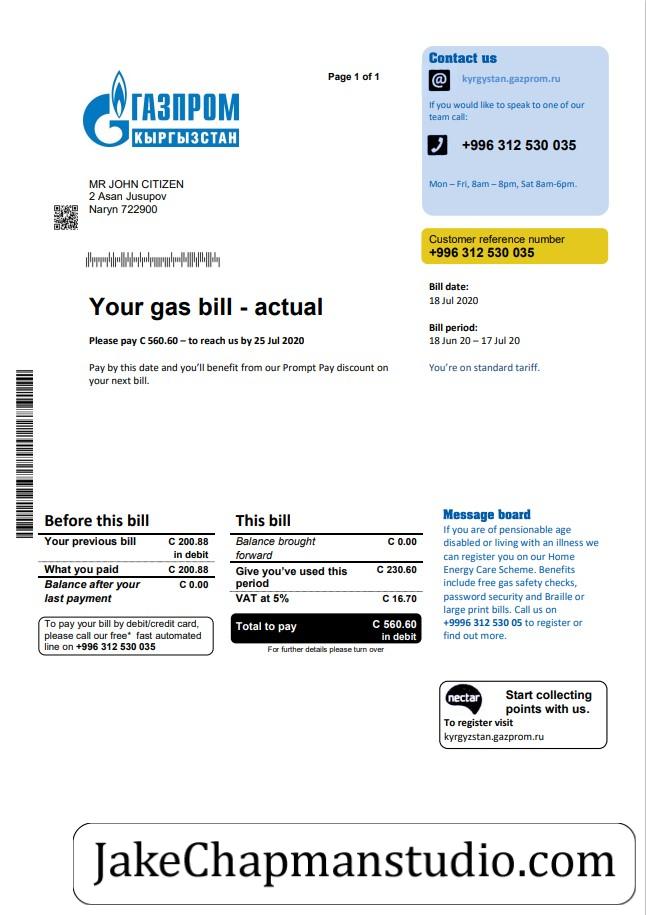 Page 1 of 1
ГАЗПРОМ
КЫРГЫЗСТАН
MR JOHN CITIZEN
2 Asan Jusupov
Naryn 722900
Contact us
@ kyrgystan.gazprom.ru
If you would like to speak to one of our
team call:
+996 312 530 035
Mon – Fri, 8am – 8pm, Sat 8am-6pm.
Customer reference number
+996 312 530 035
Bill date:
18 Jul 2020
Bill period:
18 Jun 20 – 17 Jul 20
You're on standard tariff.
Your gas bill - actual
Please pay C 560.60 – to reach us by 25 Jul 2020
Pay by this date and you'll benefit from our Prompt Pay discount on
your next bill.
Before this bill
Your previous bill C 200.88
in debit
What you paid C 200.88
Balance after your C 0.00
last payment
To pay your bill by debit/credit card,
please call our free* fast automated
line on +996 312 530 035
This bill
Balance brought C 0.00
forward
Give you've used this C 230.60
period
VAT at 5% C 16.70
Total to pay C 560.60
in debit
For further details please turn over
Message board
If you are of pensionable age
disabled or living with an illness we
can register you on our Home
Energy Care Scheme. Benefits
include free gas safety checks,
password security and Braille or
large print bills. Call us on
+9996 312 530 05 to register or
find out more.
nectar
Start collecting
points with us.
To register visit
kyrgyzstan.gazprom.ru
JakeChapmanstudio.com